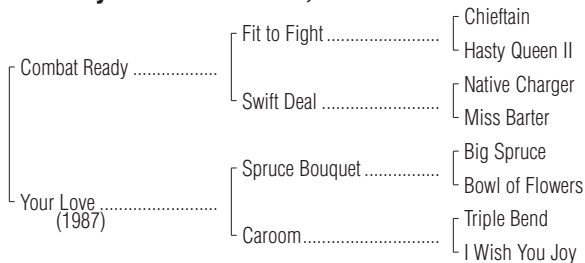 Chieftain
Fit to Fight
Hasty Queen II
Combat Ready
Native Charger
Swift Deal
Miss Barter
Big Spruce
Spruce Bouquet
Bowl of Flowers
Your Love
(1987)
Triple Bend
Caroom
I Wish You Joy